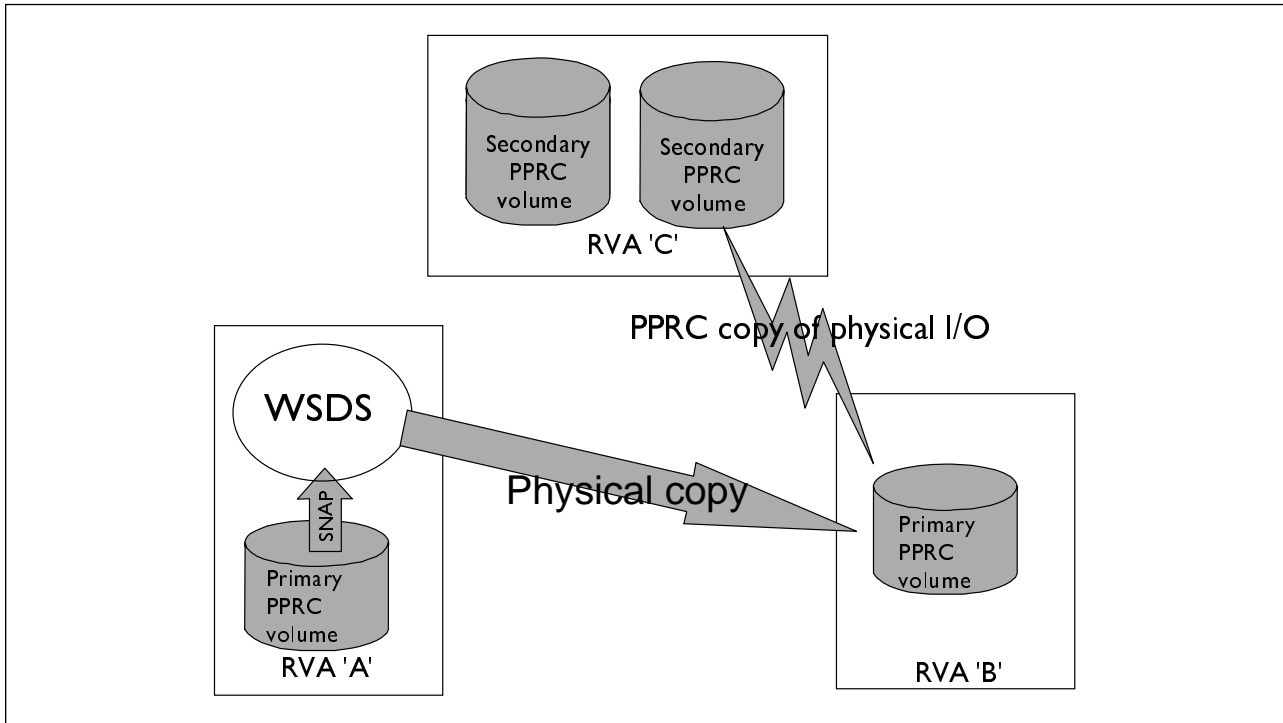 Secondary
PPRC
volume
Secondary
PPRC
volume
RVA 'C'
PPRC copy of physical I/O
WSDS
SNAP
Physical copy
Primary
PPRC
volume
RVA 'A'
Primary
PPRC
volume
RVA 'B'